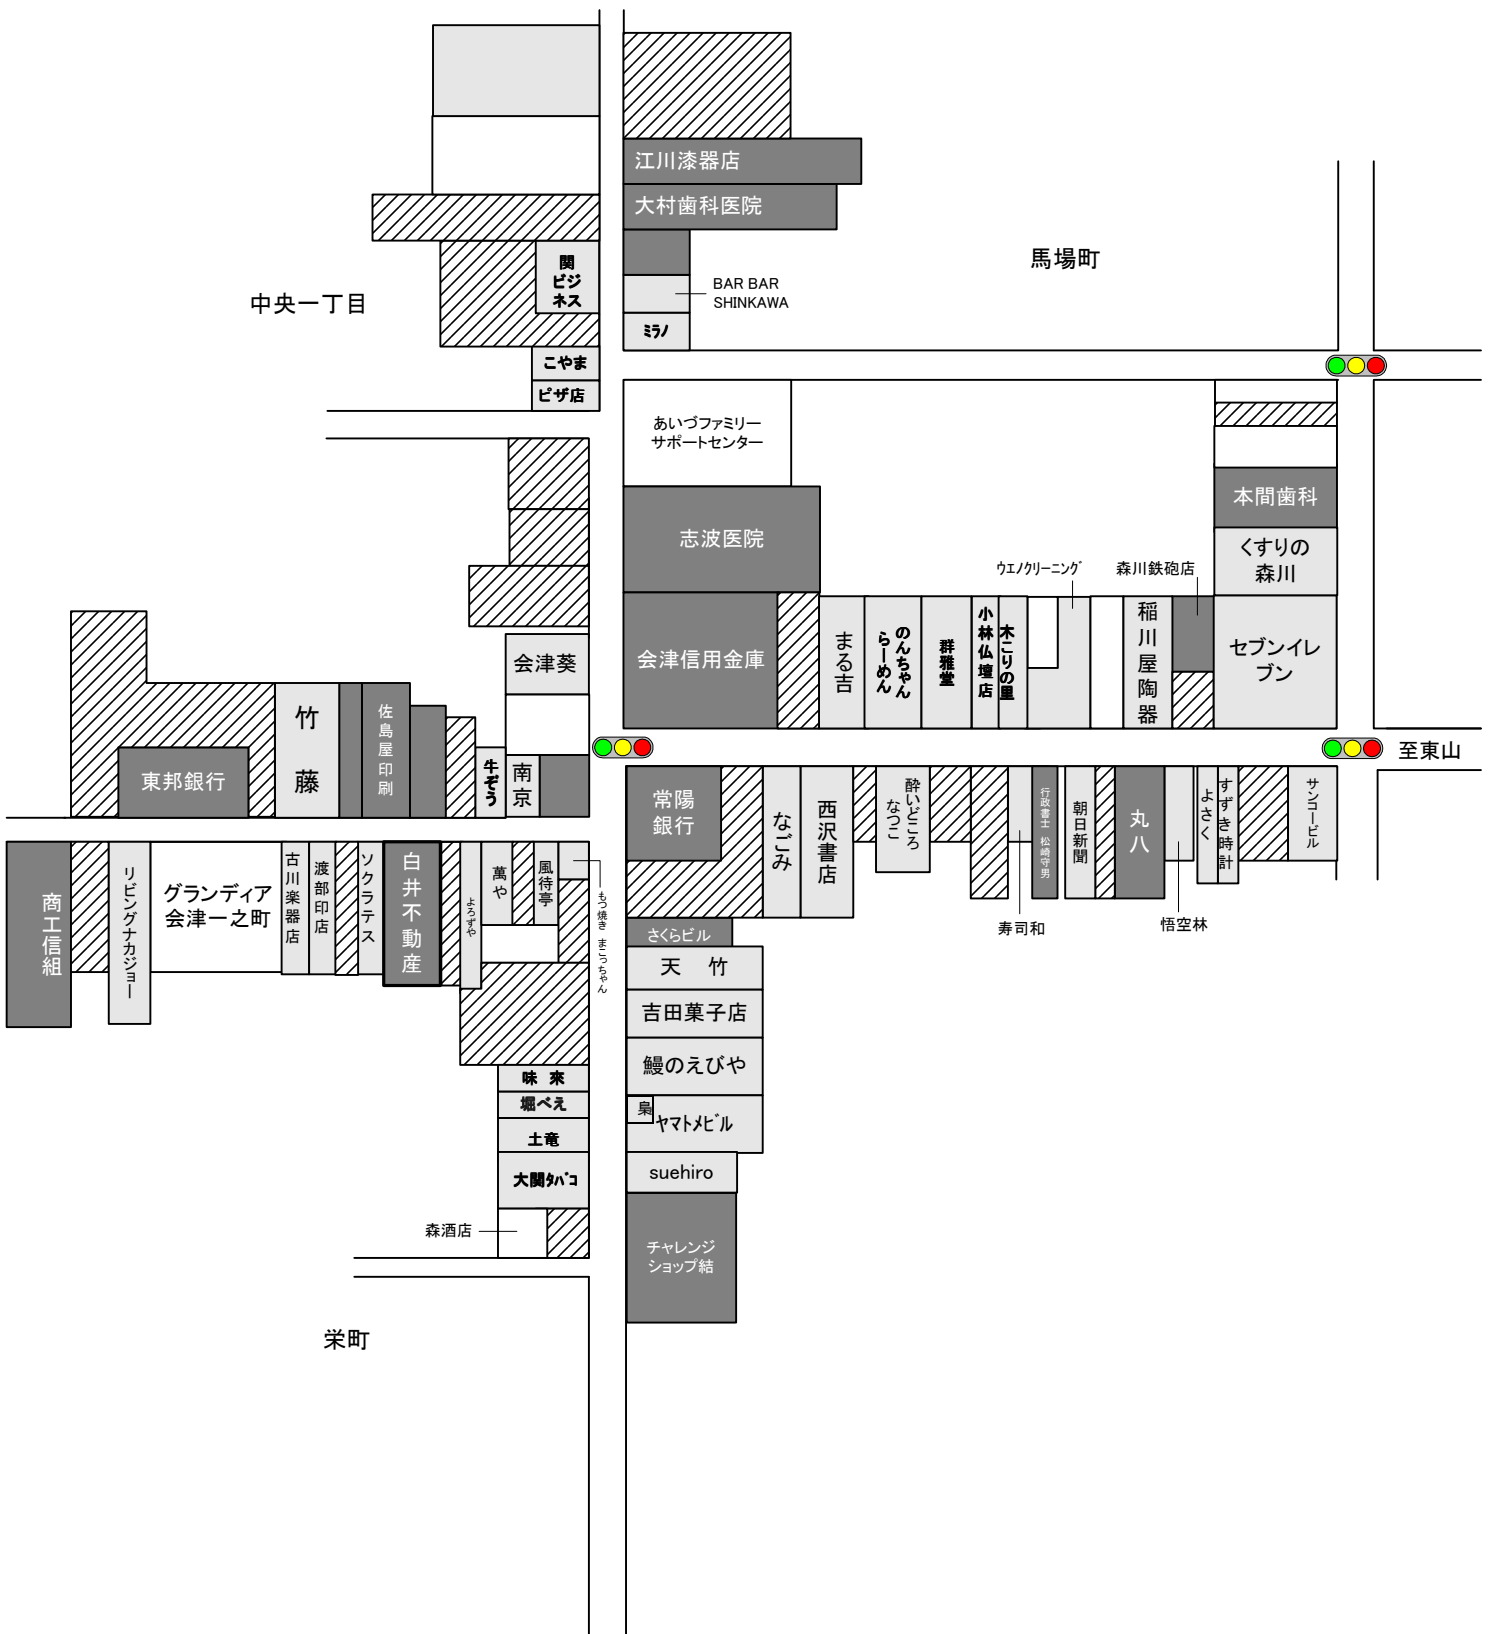 江川漆器店
大村歯科医院
馬場町
関
ビジ
ネス
BAR BAR
SHINKAWA
中央一丁目
ミラノ
こやま
ピザ店
あいづファミリー
サポートセンター
本間歯科
志波医院
くすりの
森川
ウエノクリーニング
森川鉄砲店
会津葵
会津信用金庫
まる吉
のんちゃん
らーめん
群雅堂
小林仏壇店
木こりの里
稲川屋陶器
セブンイレ
ブン
竹藤
佐島屋印刷
東邦銀行
牛ぞう
南京
至東山
常陽
銀行
なごみ
西沢書店
酔いどころ
なつこ
行政書士 松崎守男
朝日新聞
丸八
よさく
すずき時計
サンコービル
寿司和
悟空林
商工信組
リビングナカジョー
グランディア
会津一之町
古川楽器店
渡部印店
ソクラテス
白井不動産
よろずや
萬や
風待亭
もつ焼き まこっちゃん
さくらビル
天竹
吉田菓子店
鰻のえびや
梟
ヤマトメビル
suehiro
チャレンジ
ショップ結
味來
堀べえ
土竜
大関タバコ
森酒店
栄町